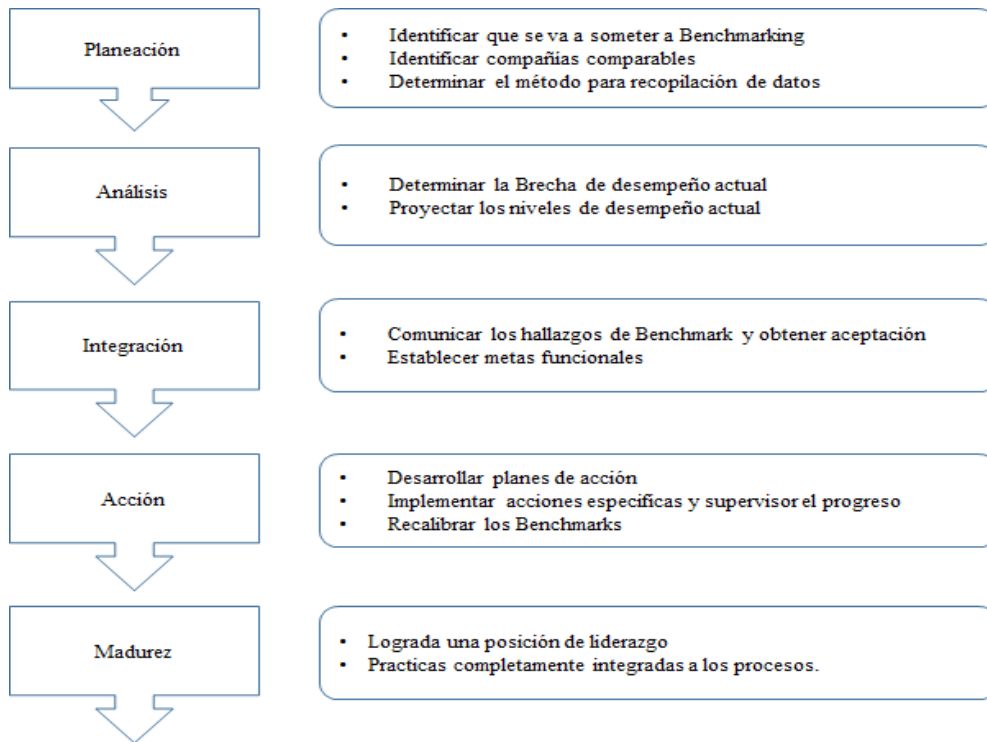 Planeación
• Identificar que se va a someter a Benchmarking
• Identificar compañías comparables
• Determinar el método para recopilación de datos
Análisis
• Determinar la Brecha de desempeño actual
• Proyectar los niveles de desempeño actual
Integración
• Comunicar los hallazgos de Benchmark y obtener aceptación
• Establecer metas funcionales
Acción
• Desarrollar planes de acción
• Implementar acciones especificas y supervisor el progreso
• Recalibrar los Benchmarks
Madurez
• Lograda una posición de liderazgo
• Practicas completamente integradas a los procesos.